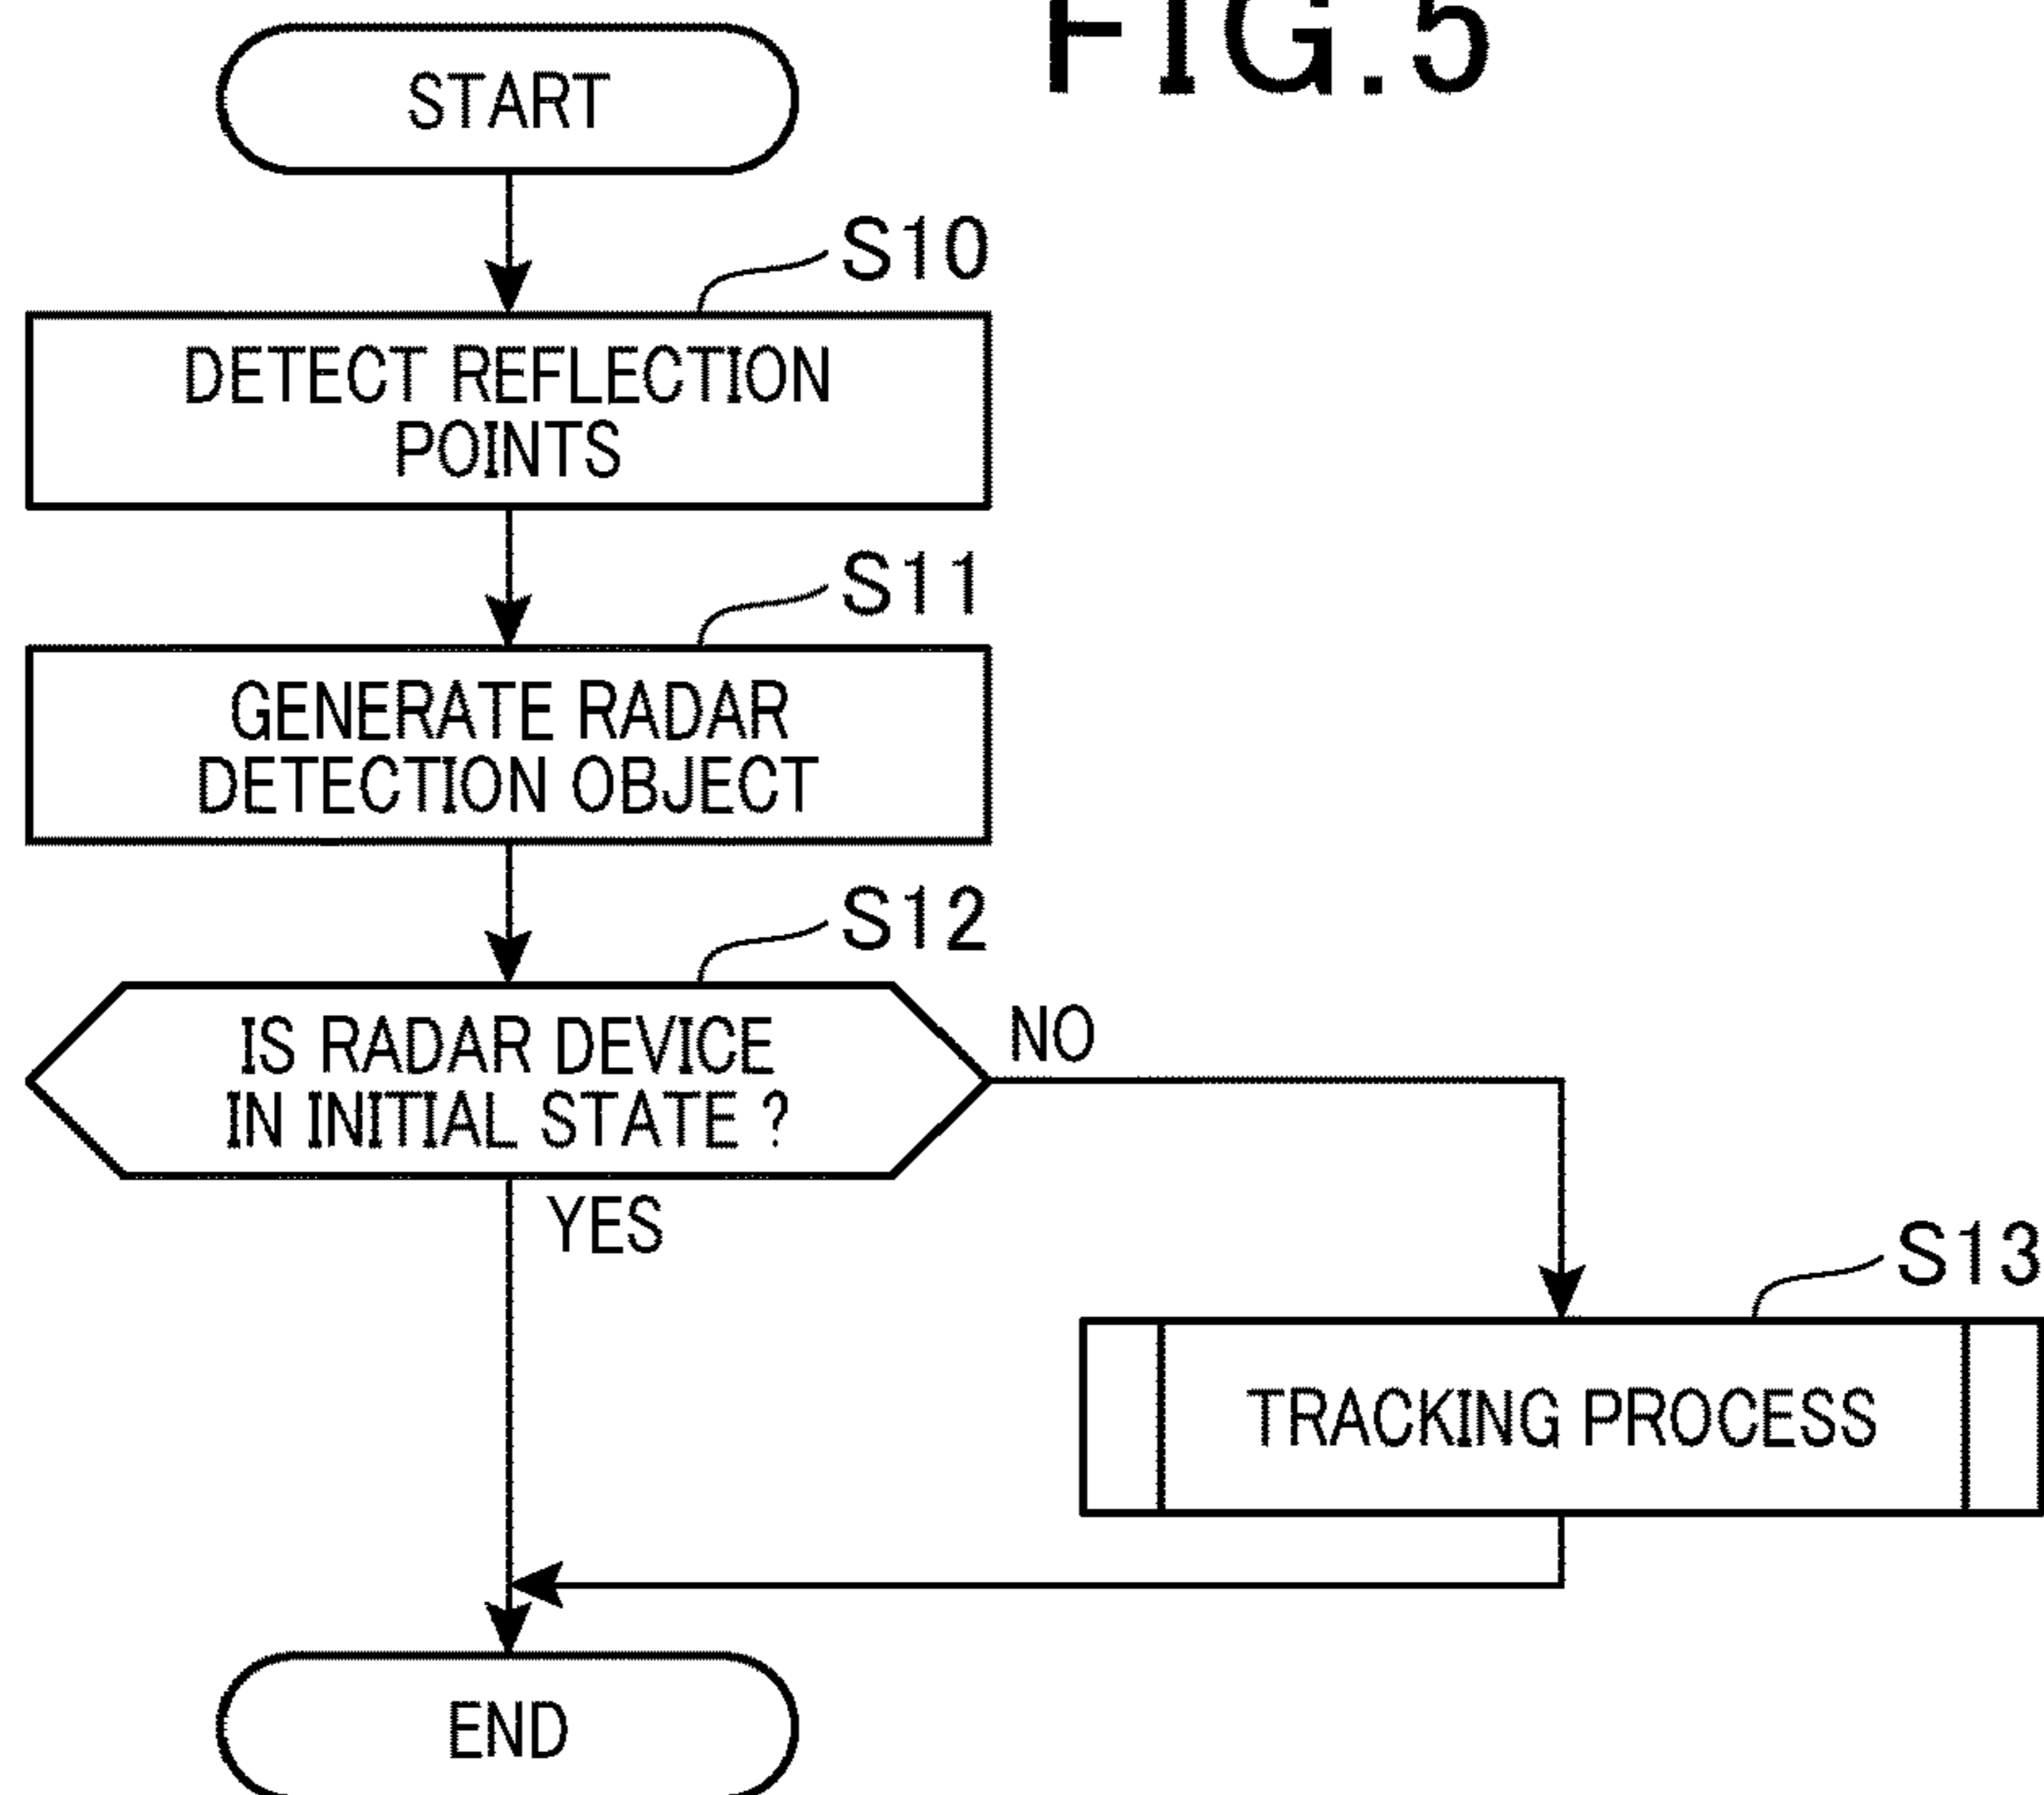 FIG.5
START
S10
DETECT REFLECTION
POINTS
S11
GENERATE RADAR
DETECTION OBJECT
S12
IS RADAR DEVICE
IN INITIAL STATE ?
NO
YES
S13
TRACKING PROCESS
END